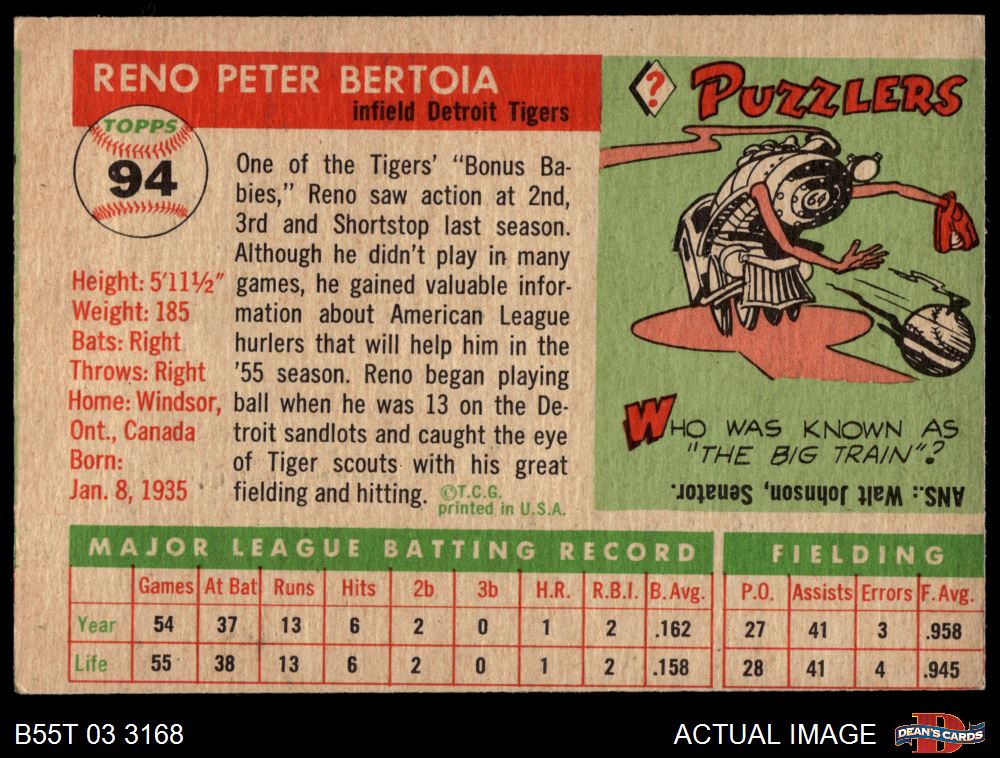 RENO PETER BERTOIA
infield Detroit Tigers
TOPPS
94
Height: 5'11½"
Weight: 185
Bats: Right
Throws: Right
Home: Windsor,
Ont., Canada
Born:
Jan. 8, 1935
One of the Tigers' "Bonus Ba-
bies," Reno saw action at 2nd,
3rd and Shortstop last season.
Although he didn't play in many
games, he gained valuable infor-
mation about American League
hurlers that will help him in the
'55 season. Reno began playing
ball when he was 13 on the De-
troit sandlots and caught the eye
of Tiger scouts with his great
fielding and hitting.
©T.C.G.
printed in U.S.A.
? PUZZLERS
64
WHO WAS KNOWN AS
"THE BIG TRAIN"?
ANS.: Walt Johnson, Senator.
MAJOR LEAGUE BATTING RECORD
Games At Bat Runs Hits 2b 3b H.R. R.B.I. B. Avg.
Year 54 37 13 6 2 0 1 2 .162
Life 55 38 13 6 2 0 1 2 .158
FIELDING
P.O. Assists Errors F. Avg.
27 41 3 .958
28 41 4 .945
B55T 03 3168
ACTUAL IMAGE
D
DEAN'S CARDS